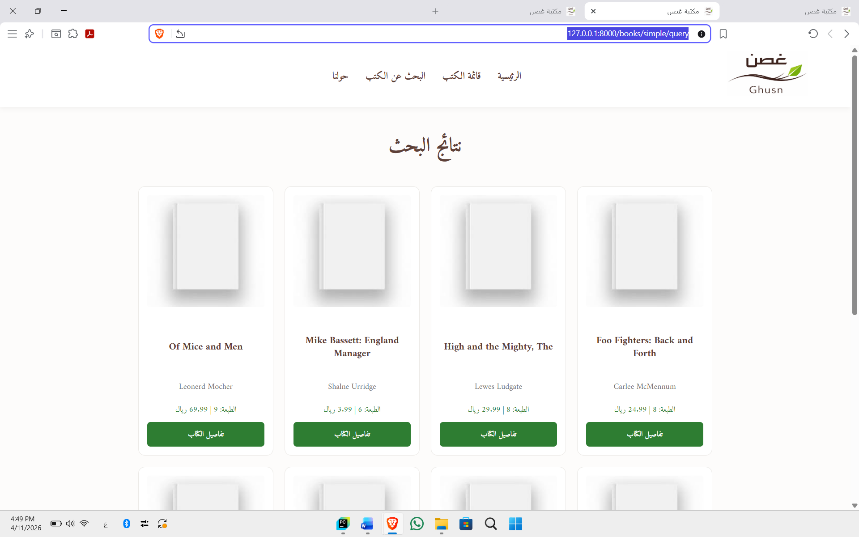 مكتبة غصن
مكتبة غصن
مكتبة غصن
127.0.0.1:8000/books/simple/query
غصن
Ghusn
الرئيسية
قائمة الكتب
البحث عن الكتب
حولنا
نتائج البحث
Of Mice and Men
Leonerd Mocher
الطبعة: 9 | 69.99 ريال
تفاصيل الكتاب
Mike Bassett: England
Manager
Shalne Urridge
الطبعة: 6 | 3.99 ريال
تفاصيل الكتاب
High and the Mighty, The
Lewes Ludgate
الطبعة: 8 | 29.99 ريال
تفاصيل الكتاب
Foo Fighters: Back and
Forth
Carlee McMennum
الطبعة: 8 | 24.99 ريال
تفاصيل الكتاب
4:49 PM
4/11/2026
ع
PC
W